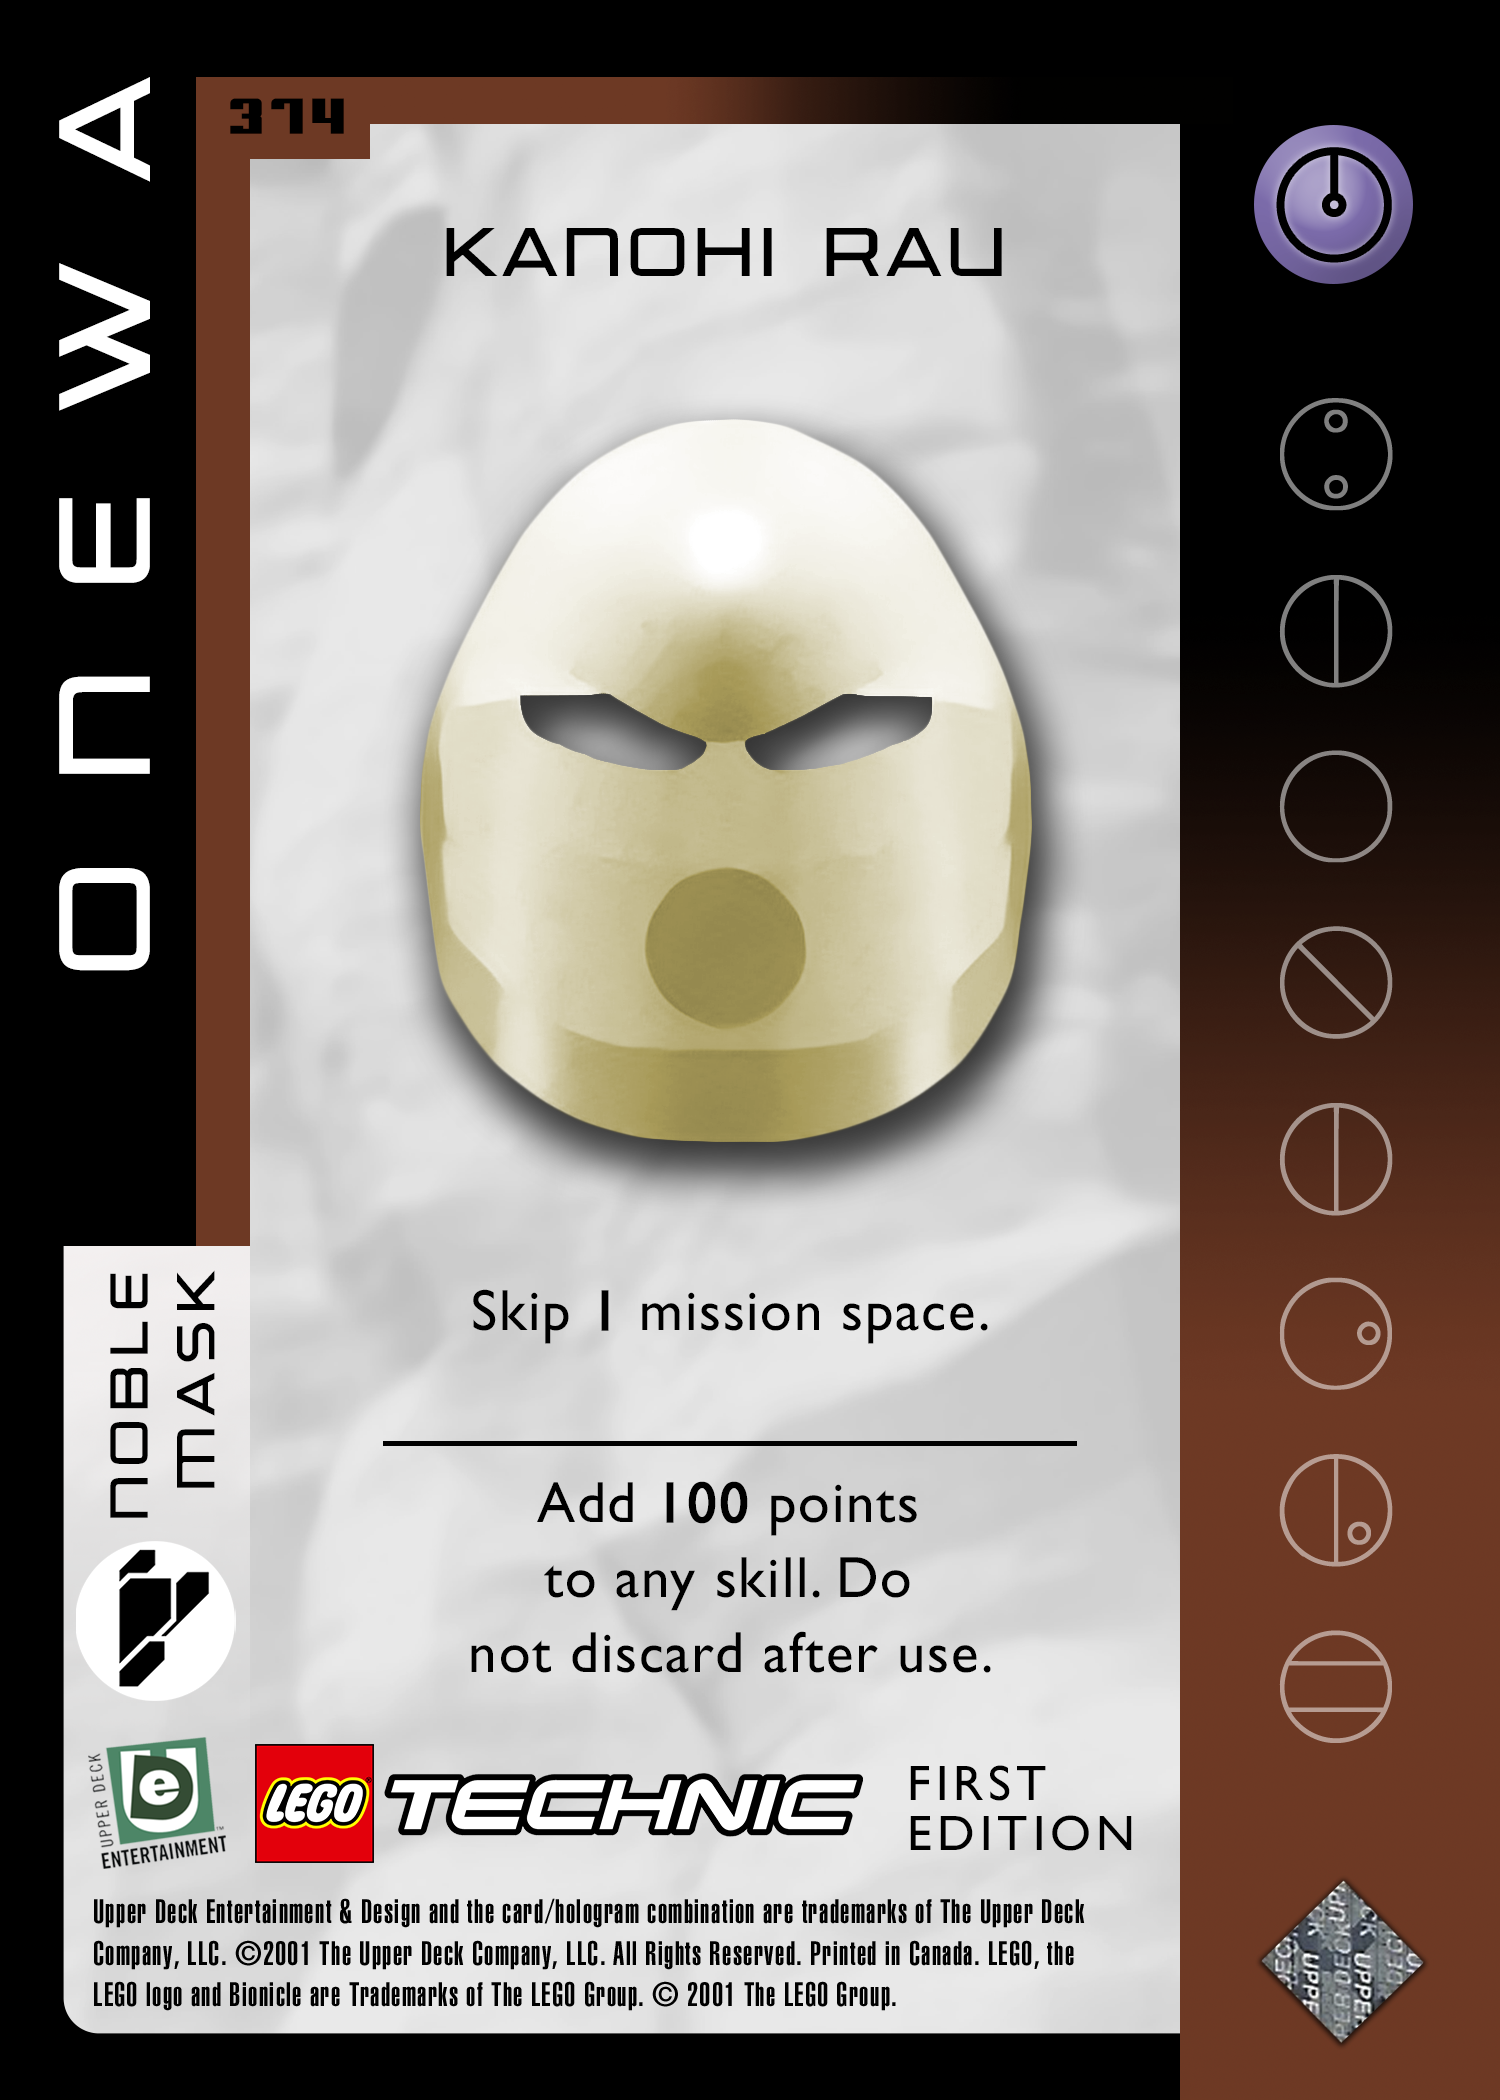 ONEWA
374
KANOHI RAU
Skip 1 mission space.
Add 100 points
to any skill. Do
not discard after use.
NOBLE
MASK
UPPER DECK
e
ENTERTAINMENT
LEGO TECHNIC
FIRST
EDITION
Upper Deck Entertainment & Design and the card/hologram combination are trademarks of The Upper Deck
Company, LLC. ©2001 The Upper Deck Company, LLC. All Rights Reserved. Printed in Canada. LEGO, the
LEGO logo and Bionicle are Trademarks of The LEGO Group. © 2001 The LEGO Group.